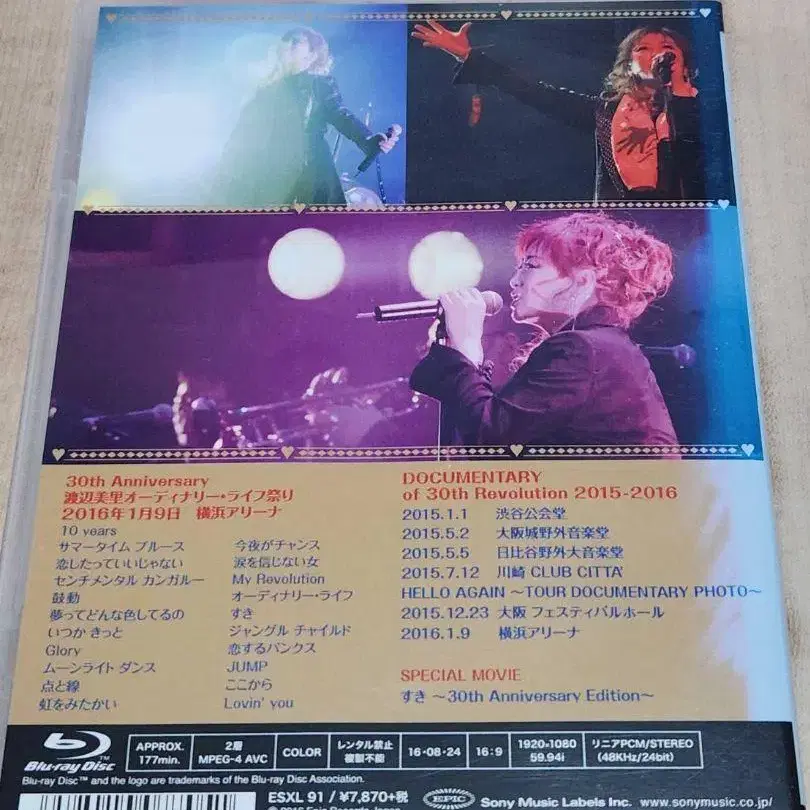 30th Anniversary
渡辺美里オーディナリー・ライフ祭り
2016年1月9日 横浜アリーナ
10 years
サマータイム ブルース
恋したっていいじゃない
センチメンタル カンガルー
鼓動
夢ってどんな色してるの
いつか きっと
Glory
ムーンライト ダンス
点と線
虹をみたかい
今夜がチャンス
涙を信じない女
My Revolution
オーディナリー・ライフ
すき
ジャングル チャイルド
恋するパンクス
JUMP
ここから
Lovin' you
DOCUMENTARY
of 30th Revolution 2015-2016
2015.1.1 渋谷公会堂
2015.5.2 大阪城野外音楽堂
2015.5.5 日比谷野外大音楽堂
2015.7.12 川崎 CLUB CITTA'
HELLO AGAIN ～TOUR DOCUMENTARY PHOTO～
2015.12.23 大阪 フェスティバルホール
2016.1.9 横浜アリーナ
SPECIAL MOVIE
すき ～30th Anniversary Edition～
Blu-ray Disc™
APPROX. 177min.
2層 MPEG-4 AVC
COLOR
レンタル禁止 複製不能
16・08・24
16:9
1920×1080 59.94i
リニアPCM/STEREO (48KHz/24bit)
Blu-ray Disc™ and the logo are trademarks of the Blu-ray Disc Association.
ESXL 91 / ¥7,870+税
EPIC Sony Music Labels Inc. www.sonymusic.co.jp/